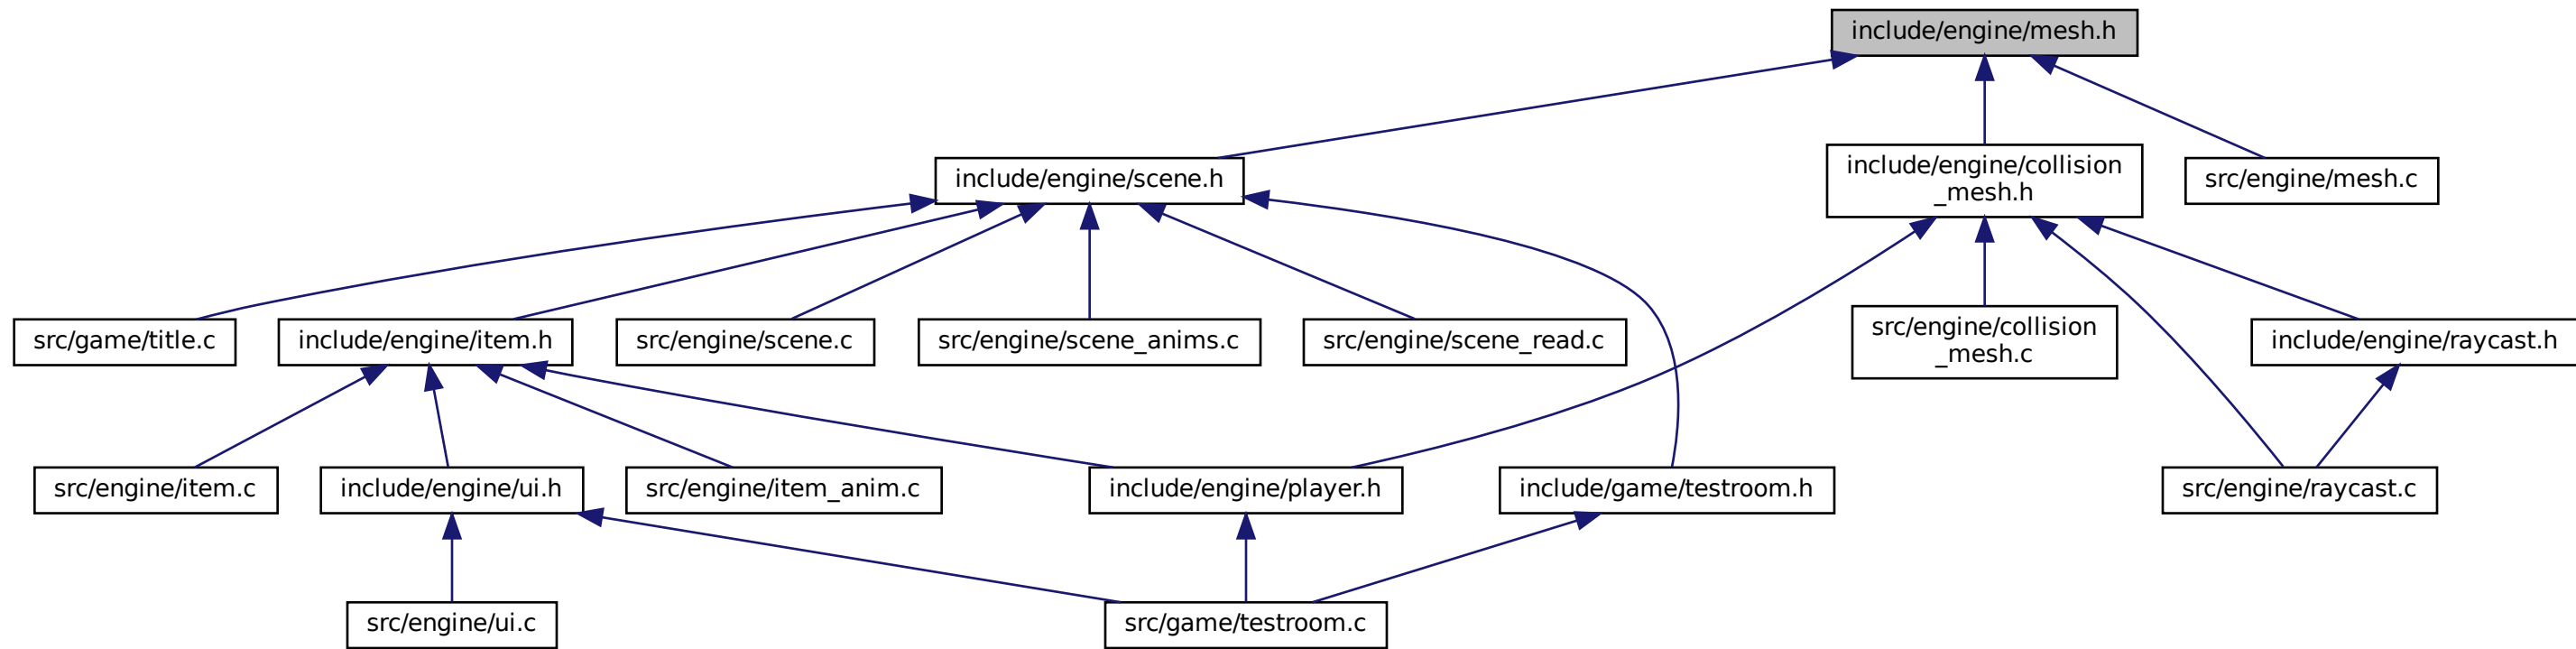 include/engine/mesh.h
include/engine/scene.h
include/engine/collision
_mesh.h
src/engine/mesh.c
src/game/title.c
include/engine/item.h
src/engine/scene.c
src/engine/scene_anims.c
src/engine/scene_read.c
src/engine/collision
_mesh.c
include/engine/raycast.h
src/engine/item.c
include/engine/ui.h
src/engine/item_anim.c
include/engine/player.h
include/game/testroom.h
src/engine/raycast.c
src/engine/ui.c
src/game/testroom.c